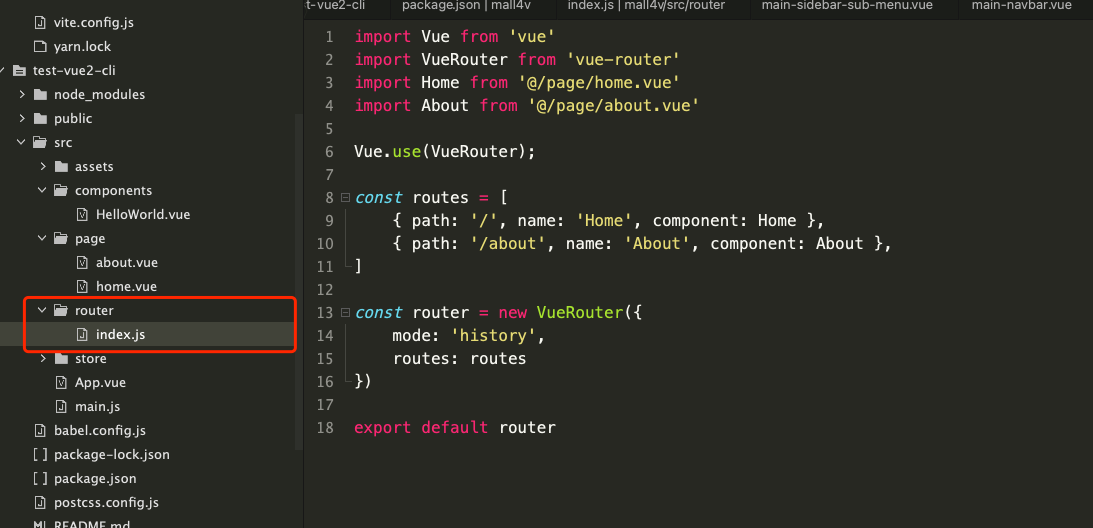 vite.config.js
yarn.lock
test-vue2-cli
node_modules
public
src
assets
components
HelloWorld.vue
page
about.vue
home.vue
router
index.js
store
App.vue
main.js
babel.config.js
[ ] package-lock.json
[ ] package.json
postcss.config.js
README.md
st-vue2-cli package.json | mall4v index.js | mall4v/src/router main-sidebar-sub-menu.vue main-navbar.vue
1 import Vue from 'vue'
2 import VueRouter from 'vue-router'
3 import Home from '@/page/home.vue'
4 import About from '@/page/about.vue'
5
6 Vue.use(VueRouter);
7
8 const routes = [
9     { path: '/', name: 'Home', component: Home },
10     { path: '/about', name: 'About', component: About },
11 ]
12
13 const router = new VueRouter({
14     mode: 'history',
15     routes: routes
16 })
17
18 export default router